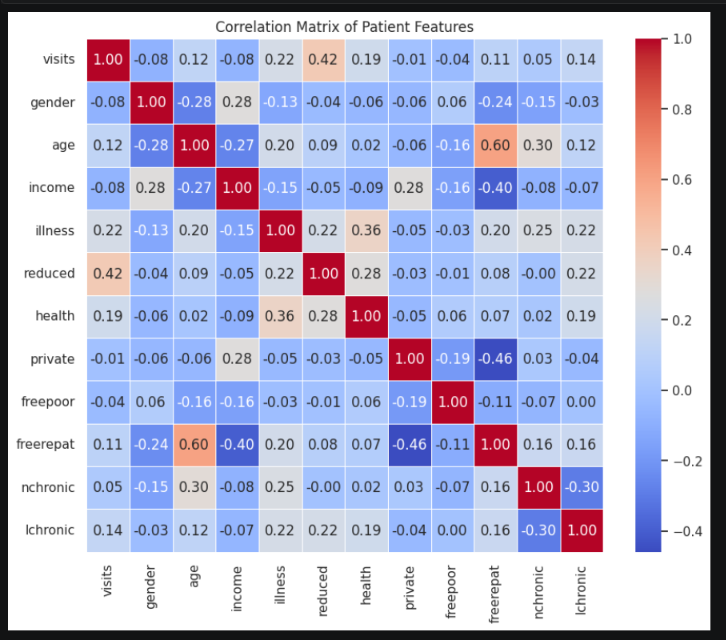 Correlation Matrix of Patient Features
visits 1.00 -0.08 0.12 -0.08 0.22 0.42 0.19 -0.01 -0.04 0.11 0.05 0.14
gender -0.08 1.00 -0.28 0.28 -0.13 -0.04 -0.06 -0.06 0.06 -0.24 -0.15 -0.03
age 0.12 -0.28 1.00 -0.27 0.20 0.09 0.02 -0.06 -0.16 0.60 0.30 0.12
income -0.08 0.28 -0.27 1.00 -0.15 -0.05 -0.09 0.28 -0.16 -0.40 -0.08 -0.07
illness 0.22 -0.13 0.20 -0.15 1.00 0.22 0.36 -0.05 -0.03 0.20 0.25 0.22
reduced 0.42 -0.04 0.09 -0.05 0.22 1.00 0.28 -0.03 -0.01 0.08 -0.00 0.22
health 0.19 -0.06 0.02 -0.09 0.36 0.28 1.00 -0.05 0.06 0.07 0.02 0.19
private -0.01 -0.06 -0.06 0.28 -0.05 -0.03 -0.05 1.00 -0.19 -0.46 0.03 -0.04
freepoor -0.04 0.06 -0.16 -0.16 -0.03 -0.01 0.06 -0.19 1.00 -0.11 -0.07 0.00
freerepat 0.11 -0.24 0.60 -0.40 0.20 0.08 0.07 -0.46 -0.11 1.00 0.16 0.16
nchronic 0.05 -0.15 0.30 -0.08 0.25 -0.00 0.02 0.03 -0.07 0.16 1.00 -0.30
lchronic 0.14 -0.03 0.12 -0.07 0.22 0.22 0.19 -0.04 0.00 0.16 -0.30 1.00
visits gender age income illness reduced health private freepoor freerepat nchronic lchronic
1.0
0.8
0.6
0.4
0.2
0.0
−0.2
−0.4